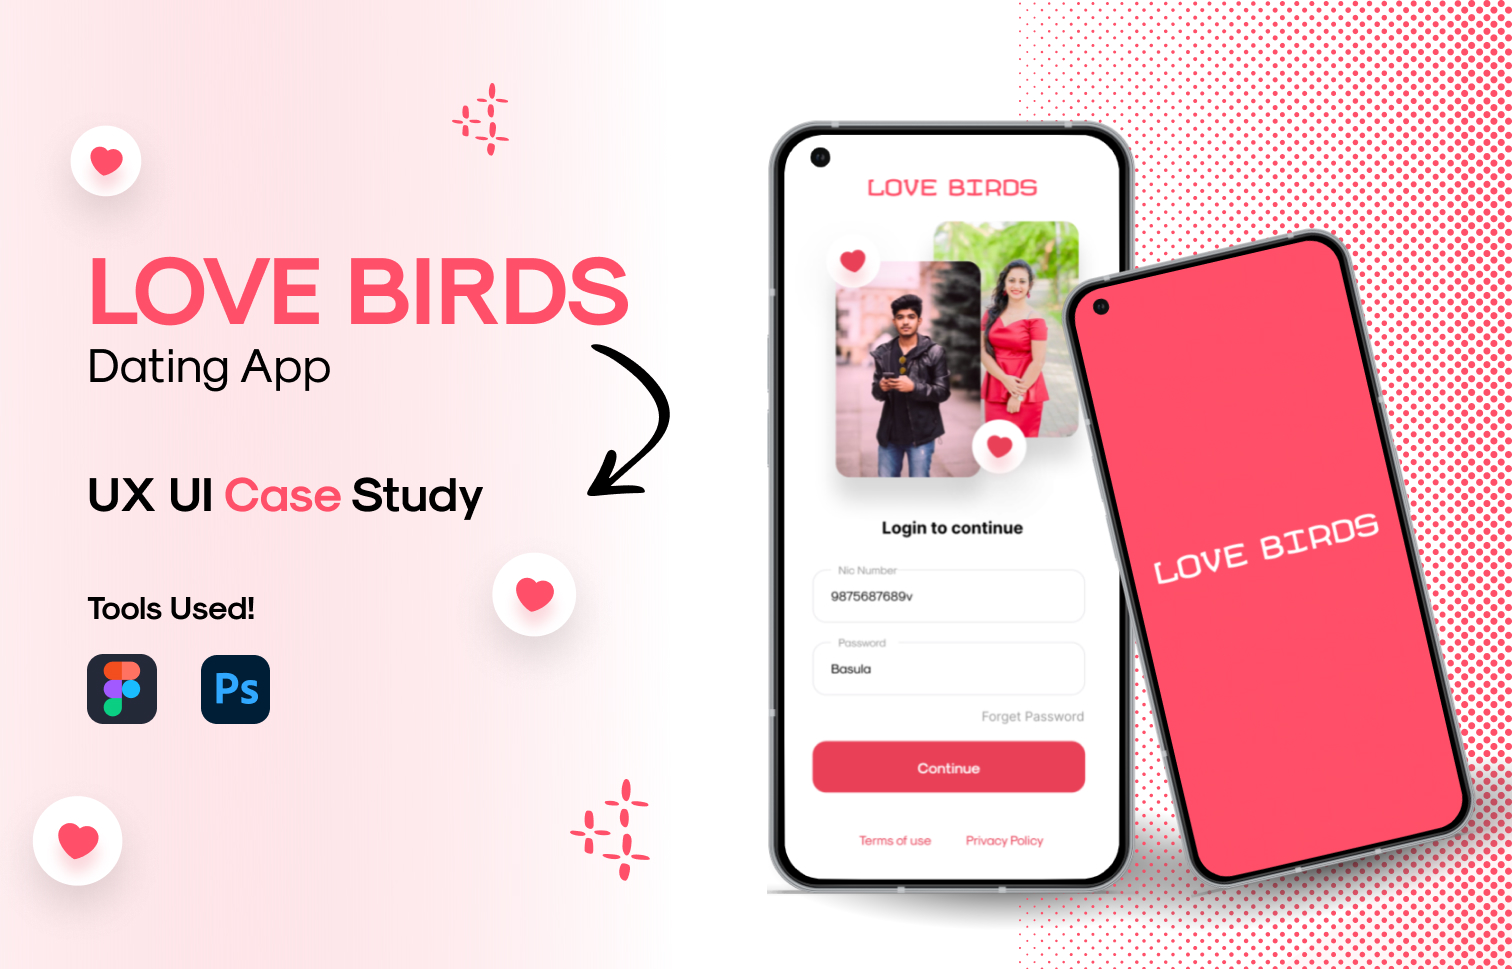 LOVE BIRDS
Dating App
UX UI Case Study
Tools Used!
Ps
LOVE BIRDS
Login to continue
Nic Number
9875687689v
Password
Basula
Forget Password
Continue
Terms of use
Privacy Policy
LOVE BIRDS